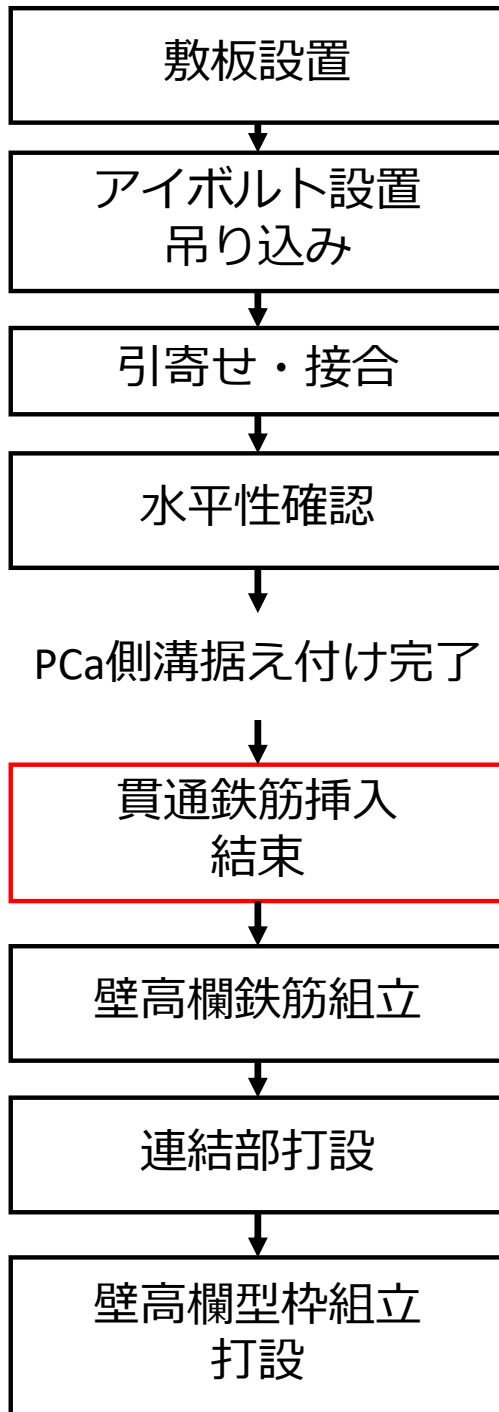 敷板設置
アイボルト設置
吊り込み
引寄せ・接合
水平性確認
PCa側溝据え付け完了
貫通鉄筋挿入
結束
壁高欄鉄筋組立
連結部打設
壁高欄型枠組立
打設